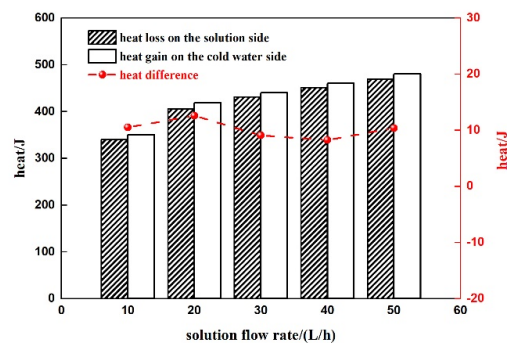 600
500
400
300
200
100
0
heat/J
heat loss on the solution side
heat gain on the cold water side
heat difference
30
20
10
0
-10
-20
heat/J
0 10 20 30 40 50 60
solution flow rate/(L/h)